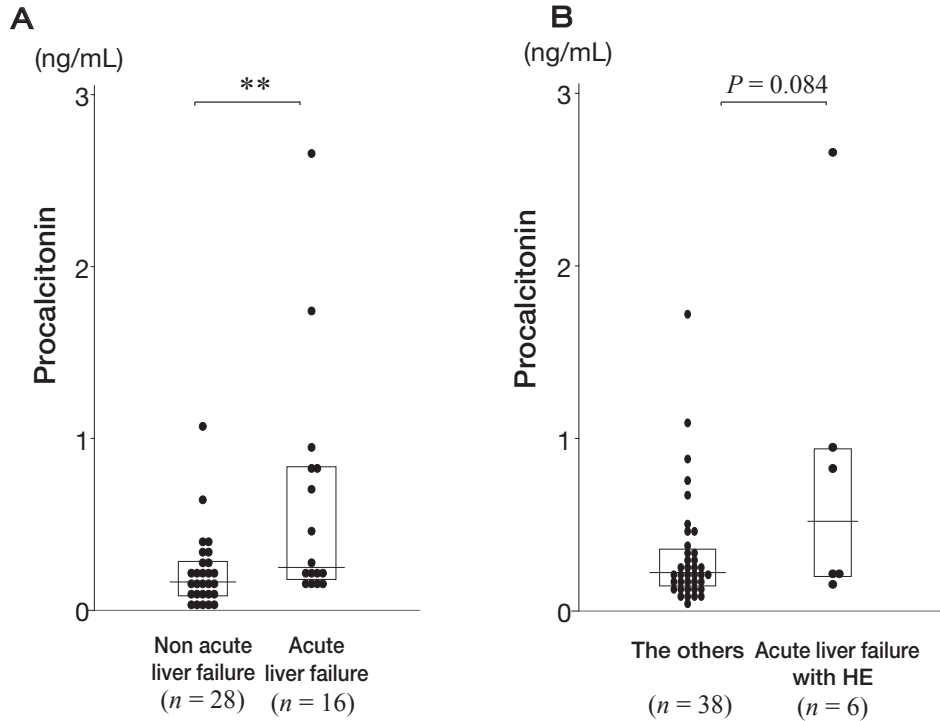 A
(ng/mL)
**
3
2
1
0
Procalcitonin
Non acute
liver failure
(n = 28)
Acute
liver failure
(n = 16)
B
(ng/mL)
P = 0.084
3
2
1
0
Procalcitonin
The others
(n = 38)
Acute liver failure
with HE
(n = 6)